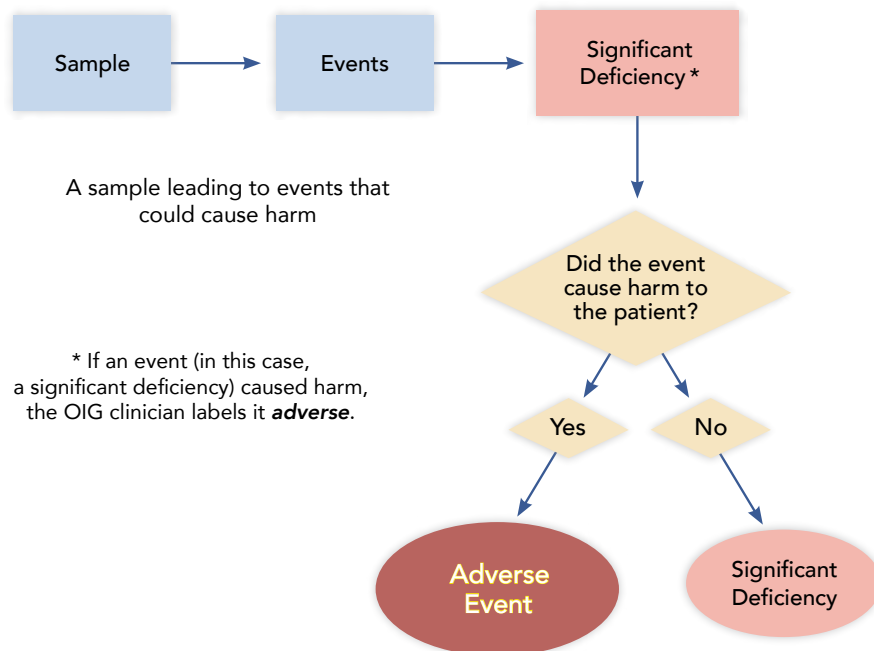 Sample
Events
Significant
Deficiency *
A sample leading to events that
could cause harm
Did the event
cause harm to
the patient?
* If an event (in this case,
a significant deficiency) caused harm,
the OIG clinician labels it adverse.
Yes
No
Adverse
Event
Significant
Deficiency